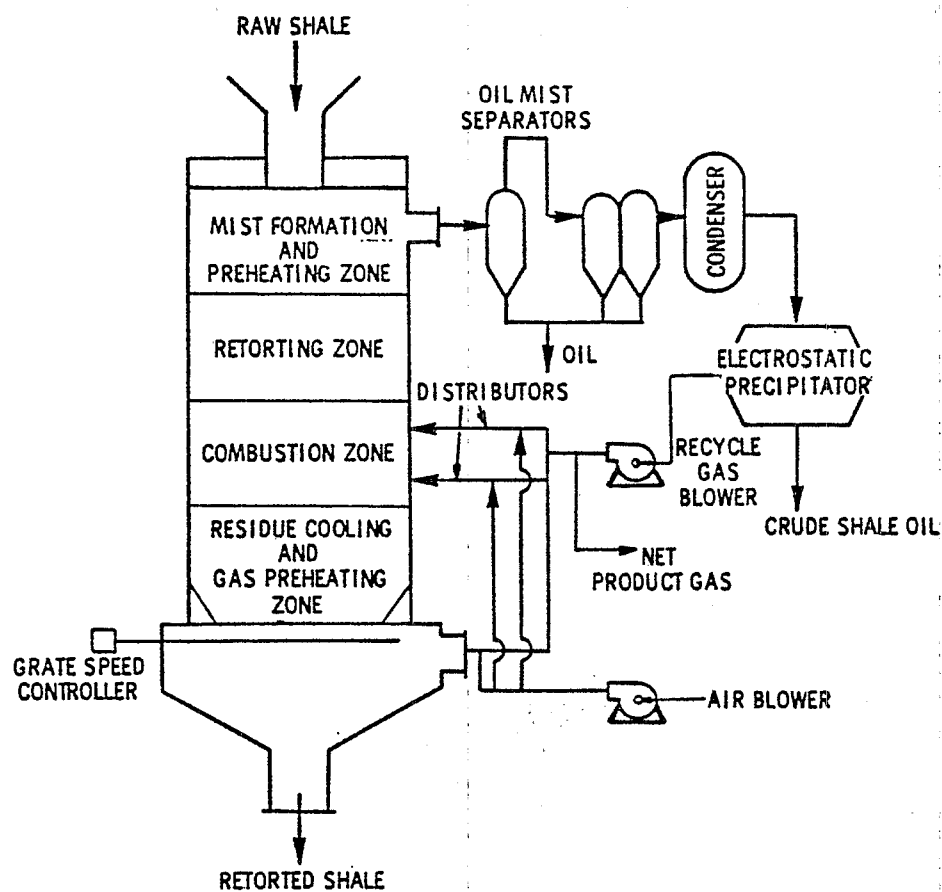 RAW SHALE
OIL MIST
SEPARATORS
CONDENSER
MIST FORMATION
AND
PREHEATING ZONE
RETORTING ZONE
OIL
ELECTROSTATIC
PRECIPITATOR
DISTRIBUTORS
COMBUSTION ZONE
RECYCLE
GAS
BLOWER
CRUDE SHALE OIL
RESIDUE COOLING
AND
GAS PREHEATING
ZONE
NET
PRODUCT GAS
GRATE SPEED
CONTROLLER
AIR BLOWER
RETORTED SHALE